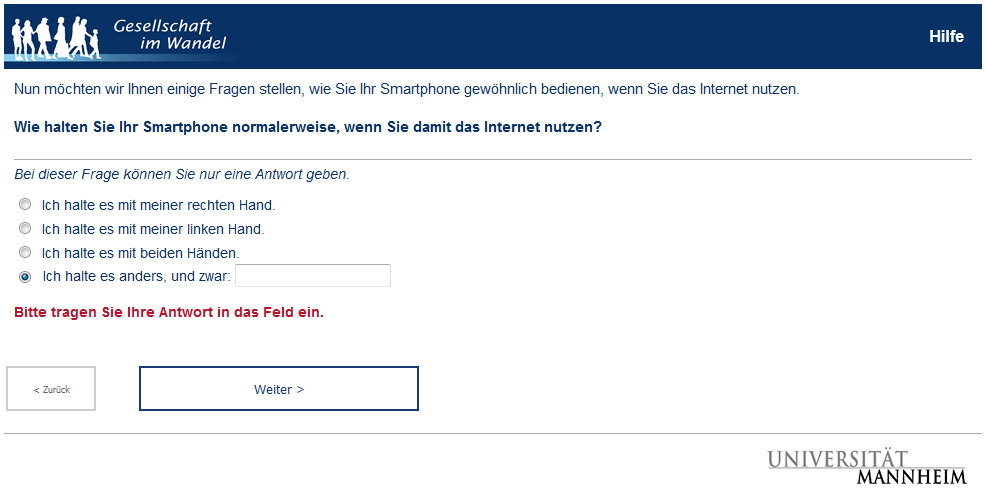 Gesellschaft
im Wandel
Hilfe
Nun möchten wir Ihnen einige Fragen stellen, wie Sie Ihr Smartphone gewöhnlich bedienen, wenn Sie das Internet nutzen.
Wie halten Sie Ihr Smartphone normalerweise, wenn Sie damit das Internet nutzen?
Bei dieser Frage können Sie nur eine Antwort geben.
Ich halte es mit meiner rechten Hand.
Ich halte es mit meiner linken Hand.
Ich halte es mit beiden Händen.
Ich halte es anders, und zwar:
Bitte tragen Sie Ihre Antwort in das Feld ein.
< Zurück
Weiter >
UNIVERSITÄT
MANNHEIM